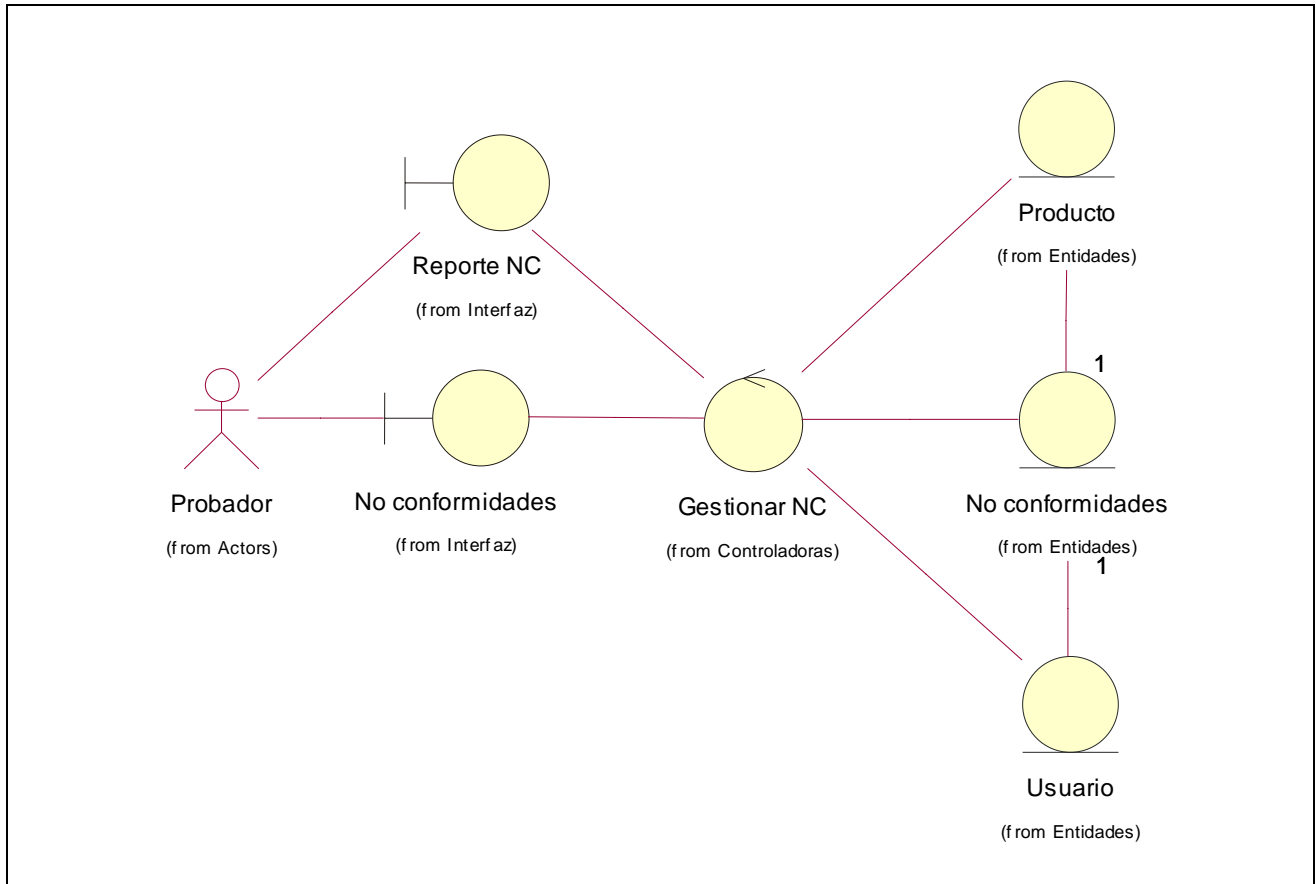 Producto
(from Entidades)
Reporte NC
(from Interfaz)
1
Probador
(from Actors)
No conformidades
(from Interfaz)
Gestionar NC
(from Controladoras)
No conformidades
(from Entidades)
1
Usuario
(from Entidades)